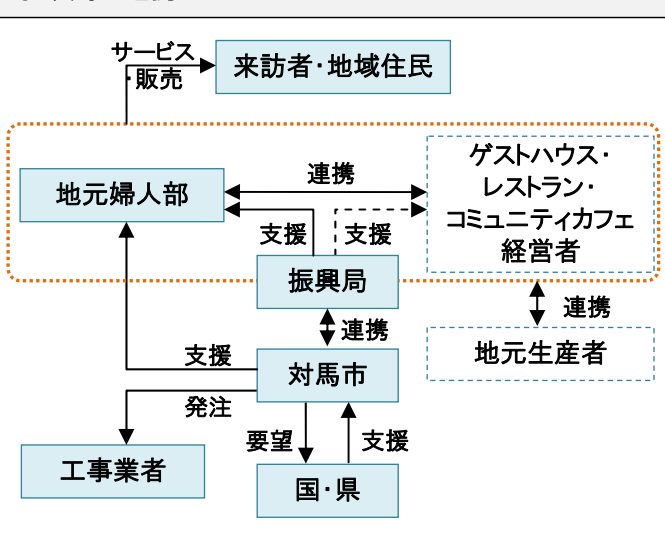 サービス
・販売
来訪者・地域住民
地元婦人部
連携
ゲストハウス・
レストラン・
コミュニティカフェ
経営者
支援
支援
振興局
連携
連携
地元生産者
支援
対馬市
発注
要望
支援
工事業者
国・県